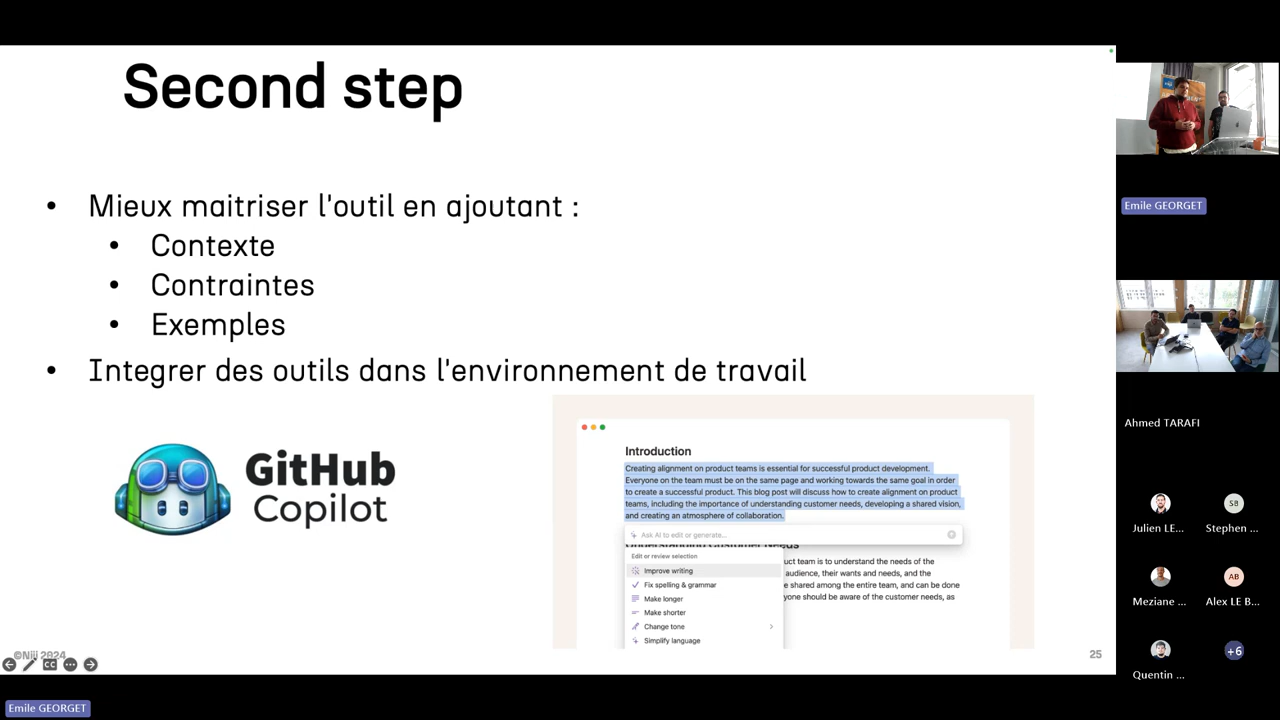 Second step
Mieux maitriser l'outil en ajoutant :
Contexte
Contraintes
Exemples
Integrer des outils dans l'environnement de travail
GitHub
Copilot
Introduction
Creating alignment on product teams is essential for successful product development.
Everyone on the team must be on the same page and working towards the same goal in order
to create a successful product. This blog post will discuss how to create alignment on product
teams, including the importance of understanding customer needs, developing a shared vision,
and creating an atmosphere of collaboration.
Ask AI to edit or generate...
Understanding Customer Needs
Edit or review selection
uct team is to understand the needs of the
Improve writing
audience, their wants and needs, and the
Fix spelling & grammar
shared among the entire team, and can be done
Make longer
yone should be aware of the customer needs, as
Make shorter
Change tone
Simplify language
©Niji 2024
25
CC
Emile GEORGET
Emile GEORGET
Ahmed TARAFI
Julien LE...
SB
Stephen ...
Meziane ...
AB
Alex LE B...
Quentin ...
+6